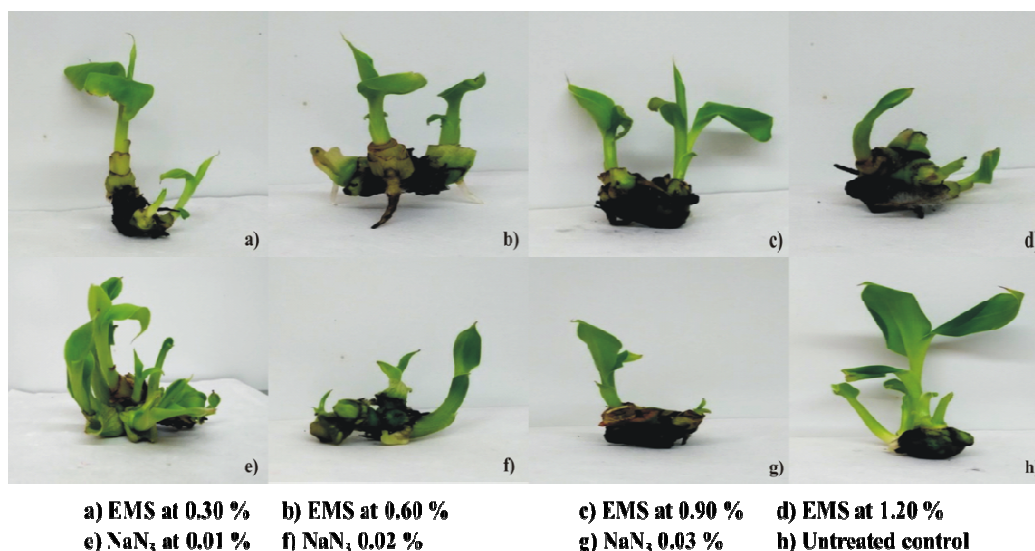 a)
b)
c)
d)
e)
f)
g)
h)
a) EMS at 0.30 % b) EMS at 0.60 % c) EMS at 0.90 % d) EMS at 1.20 %
e) NaN₃ at 0.01 % f) NaN₃ 0.02 % g) NaN₃ 0.03 % h) Untreated control